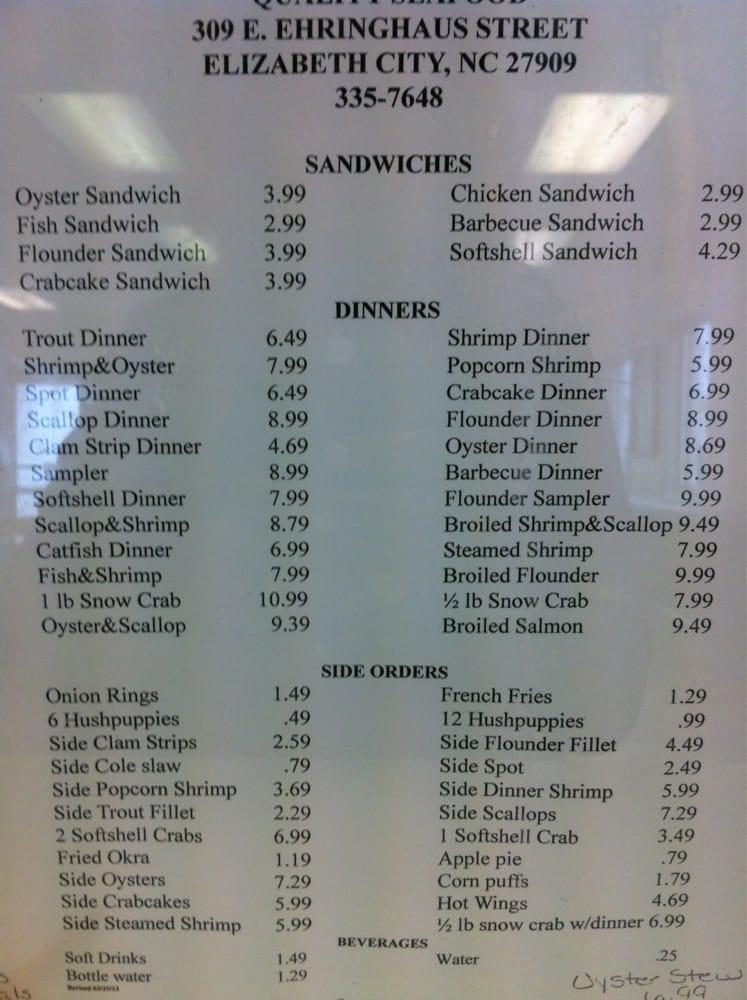 QUALITY SEAFOOD
309 E. EHRINGHAUS STREET
ELIZABETH CITY, NC 27909
335-7648
SANDWICHES
Oyster Sandwich 3.99 Chicken Sandwich 2.99
Fish Sandwich 2.99 Barbecue Sandwich 2.99
Flounder Sandwich 3.99 Softshell Sandwich 4.29
Crabcake Sandwich 3.99
DINNERS
Trout Dinner 6.49 Shrimp Dinner 7.99
Shrimp&Oyster 7.99 Popcorn Shrimp 5.99
Spot Dinner 6.49 Crabcake Dinner 6.99
Scallop Dinner 8.99 Flounder Dinner 8.99
Clam Strip Dinner 4.69 Oyster Dinner 8.69
Sampler 8.99 Barbecue Dinner 5.99
Softshell Dinner 7.99 Flounder Sampler 9.99
Scallop&Shrimp 8.79 Broiled Shrimp&Scallop 9.49
Catfish Dinner 6.99 Steamed Shrimp 7.99
Fish&Shrimp 7.99 Broiled Flounder 9.99
1 lb Snow Crab 10.99 ½ lb Snow Crab 7.99
Oyster&Scallop 9.39 Broiled Salmon 9.49
SIDE ORDERS
Onion Rings 1.49 French Fries 1.29
6 Hushpuppies .49 12 Hushpuppies .99
Side Clam Strips 2.59 Side Flounder Fillet 4.49
Side Cole slaw .79 Side Spot 2.49
Side Popcorn Shrimp 3.69 Side Dinner Shrimp 5.99
Side Trout Fillet 2.29 Side Scallops 7.29
2 Softshell Crabs 6.99 1 Softshell Crab 3.49
Fried Okra 1.19 Apple pie .79
Side Oysters 7.29 Corn puffs 1.79
Side Crabcakes 5.99 Hot Wings 4.69
Side Steamed Shrimp 5.99 ½ lb snow crab w/dinner 6.99
BEVERAGES
Soft Drinks 1.49 Water .25
Bottle water 1.29
Oyster Stew